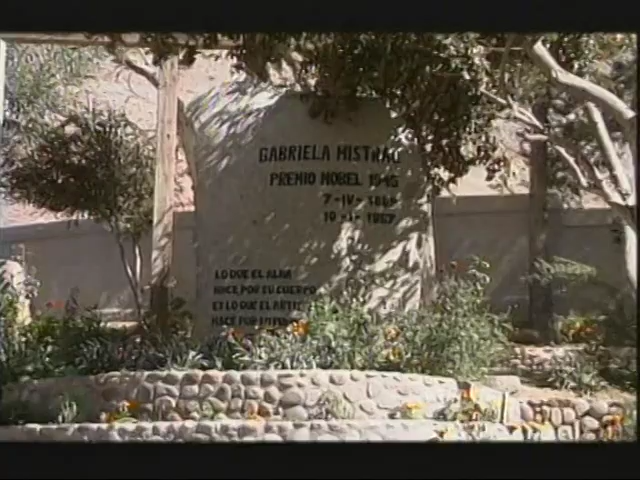 GABRIELA MISTRAL
PREMIO NOBEL 1945
7-IV-1889
10-I-1957
LO QUE EL ALMA
HACE POR SU CUERPO
ES LO QUE EL ARTISTA
HACE POR SU